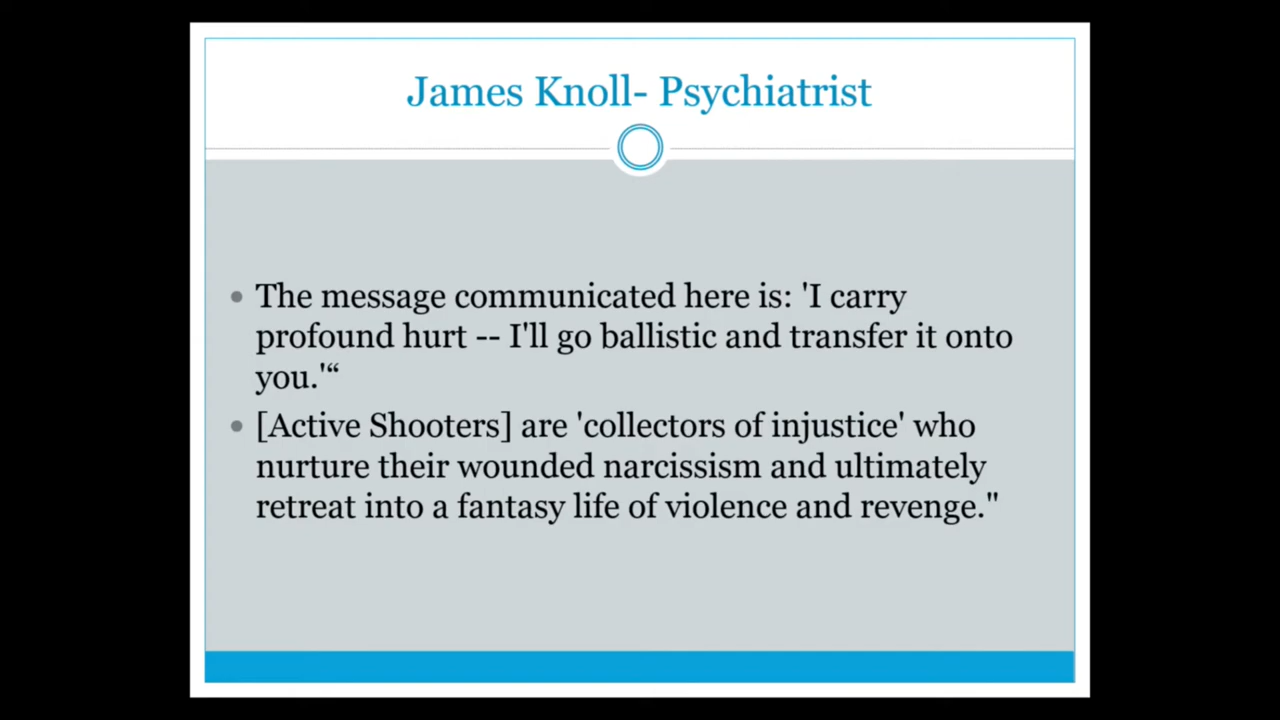 James Knoll- Psychiatrist
• The message communicated here is: 'I carry
profound hurt -- I'll go ballistic and transfer it onto
you.'“
• [Active Shooters] are 'collectors of injustice' who
nurture their wounded narcissism and ultimately
retreat into a fantasy life of violence and revenge."